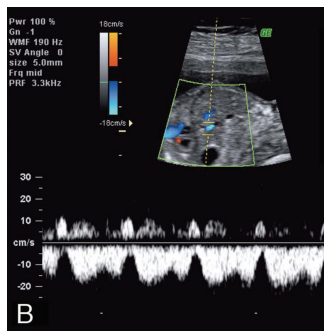 Pwr 100 %
Gn -1
WMF 190 Hz
SV Angle 0
size 5.0mm
Frq mid
PRF 3.3kHz
18cm/s
-18cm/s
GE
30
20
10
cm/s
-10
-20
B